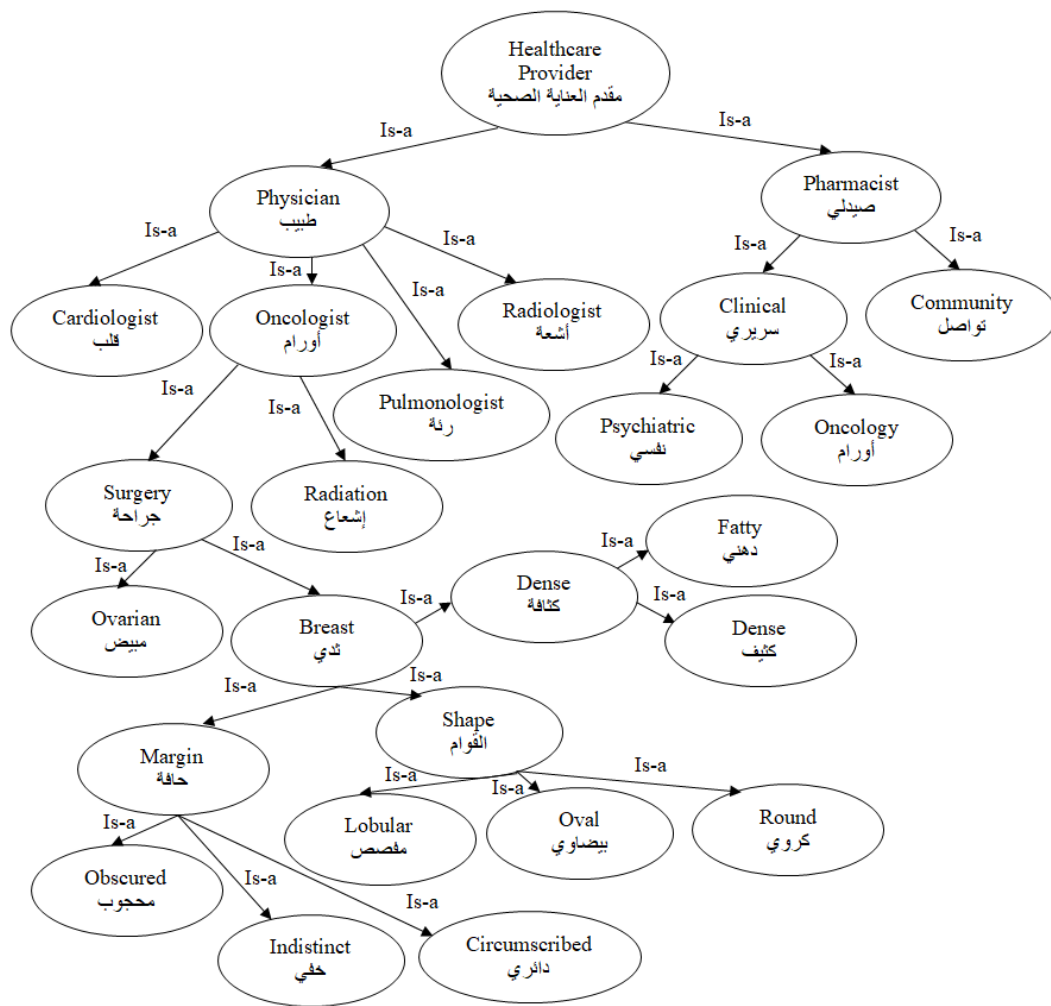 Healthcare
Provider
مقدم العناية الصحية
Is-a
Is-a
Physician
طبيب
Pharmacist
صيدلي
Is-a
Is-a
Is-a
Is-a
Is-a
Is-a
Cardiologist
قلب
Oncologist
أورام
Radiologist
أشعة
Clinical
سريري
Community
تواصل
Is-a
Is-a
Is-a
Is-a
Pulmonologist
رئة
Psychiatric
نفسي
Oncology
أورام
Surgery
جراحة
Radiation
إشعاع
Is-a
Is-a
Ovarian
مبيض
Breast
ثدي
Is-a
Dense
كثافة
Is-a
Fatty
دهني
Is-a
Dense
كثيف
Is-a
Is-a
Margin
حافة
Shape
القوام
Is-a
Is-a
Is-a
Lobular
مفصص
Oval
بيضاوي
Round
كروي
Is-a
Is-a
Is-a
Obscured
محجوب
Indistinct
خفي
Circumscribed
دائري